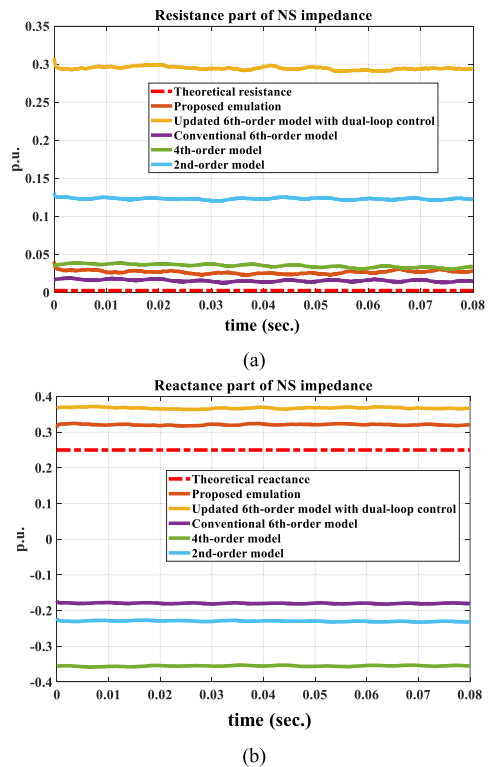 Resistance part of NS impedance
0.35
0.3
0.25
0.2
0.15
0.1
0.05
0
p.u.
Theoretical resistance
Proposed emulation
Updated 6th-order model with dual-loop control
Conventional 6th-order model
4th-order model
2nd-order model
0 0.01 0.02 0.03 0.04 0.05 0.06 0.07 0.08
time (sec.)
(a)
Reactance part of NS impedance
0.4
0.3
0.2
0.1
0
-0.1
-0.2
-0.3
-0.4
p.u.
Theoretical reactance
Proposed emulation
Updated 6th-order model with dual-loop control
Conventional 6th-order model
4th-order model
2nd-order model
0 0.01 0.02 0.03 0.04 0.05 0.06 0.07 0.08
time (sec.)
(b)